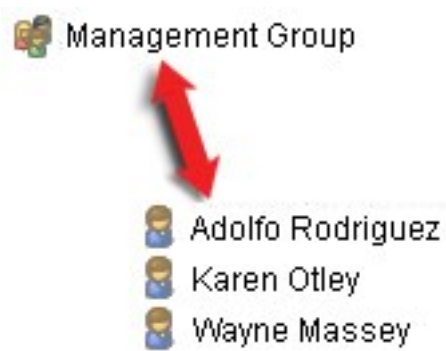 Management Group
Adolfo Rodriguez
Karen Otley
Wayne Massey